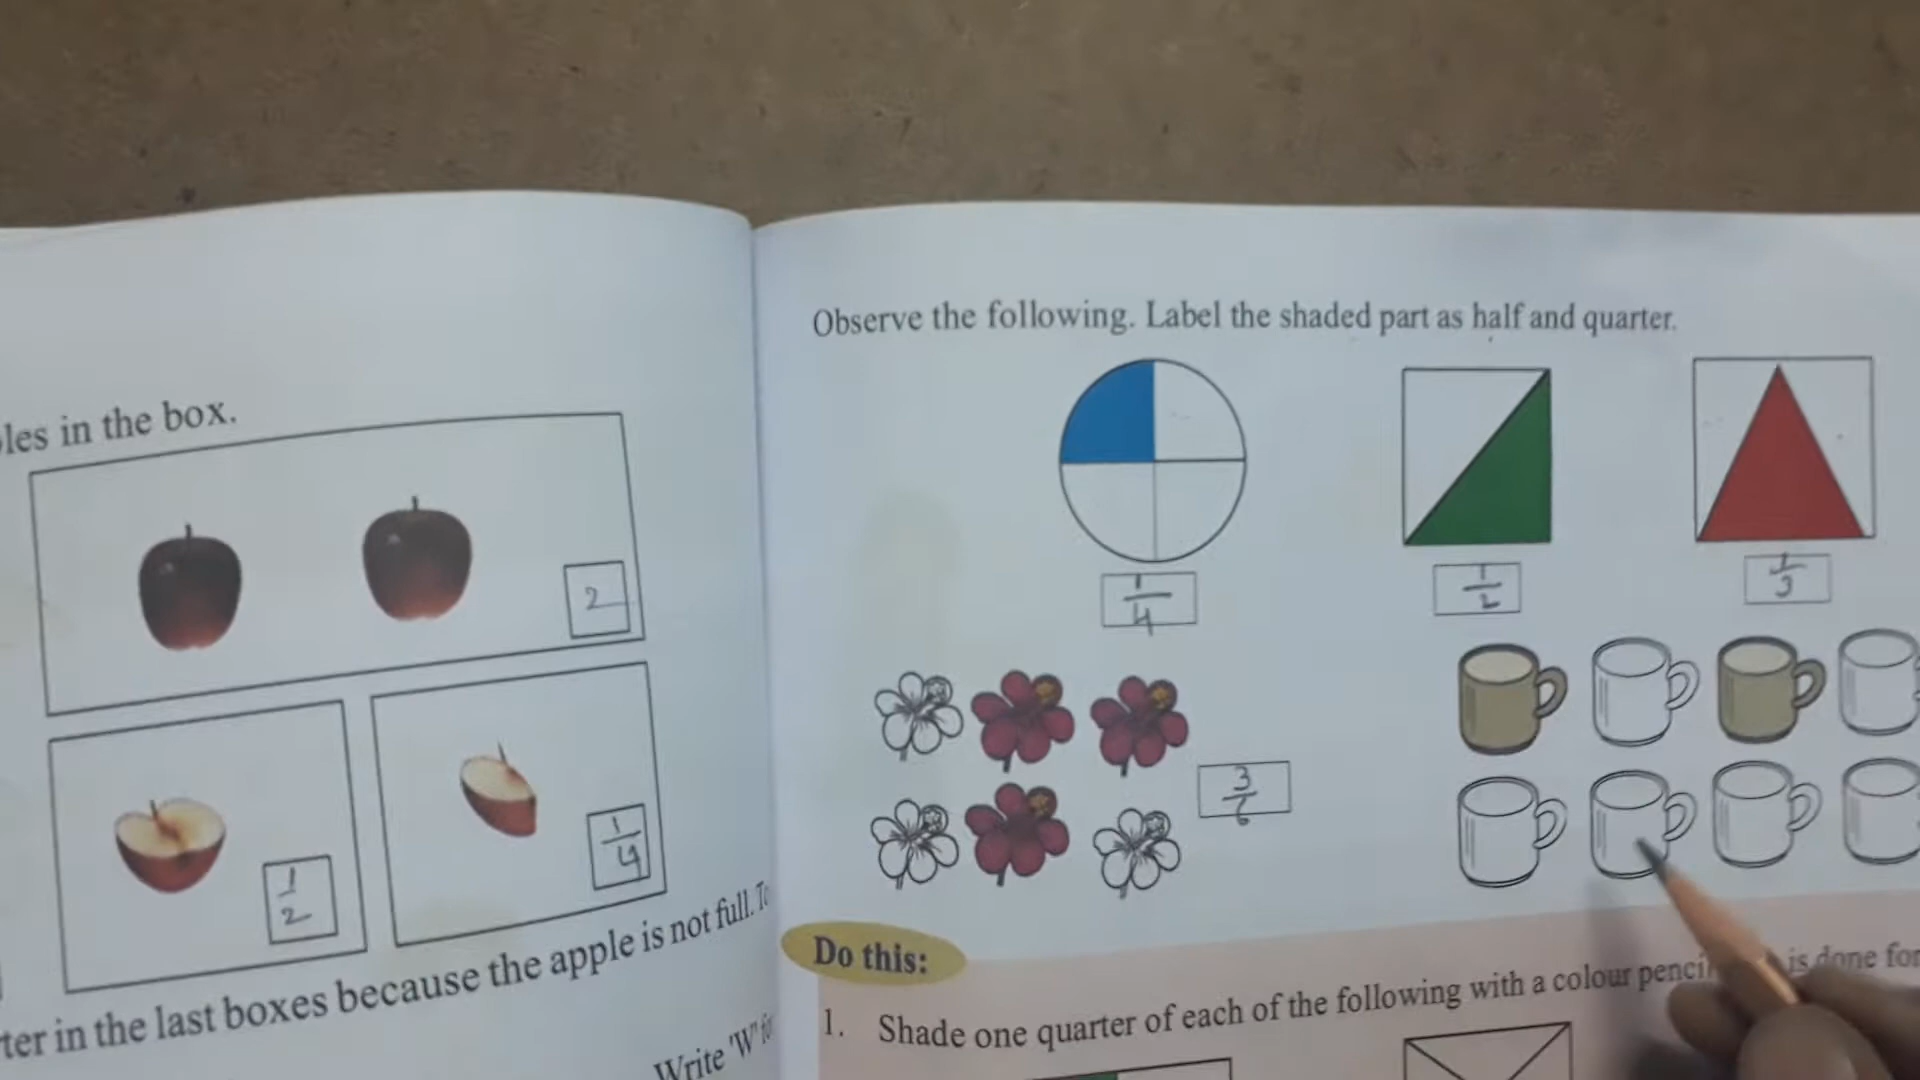 les in the box.
2
1
2
1
4
ter in the last boxes because the apple is not full.
Write 'W'
Observe the following. Label the shaded part as half and quarter.
1
4
1
2
1
3
3
6
Do this:
1. Shade one quarter of each of the following with a colour pencil is done for